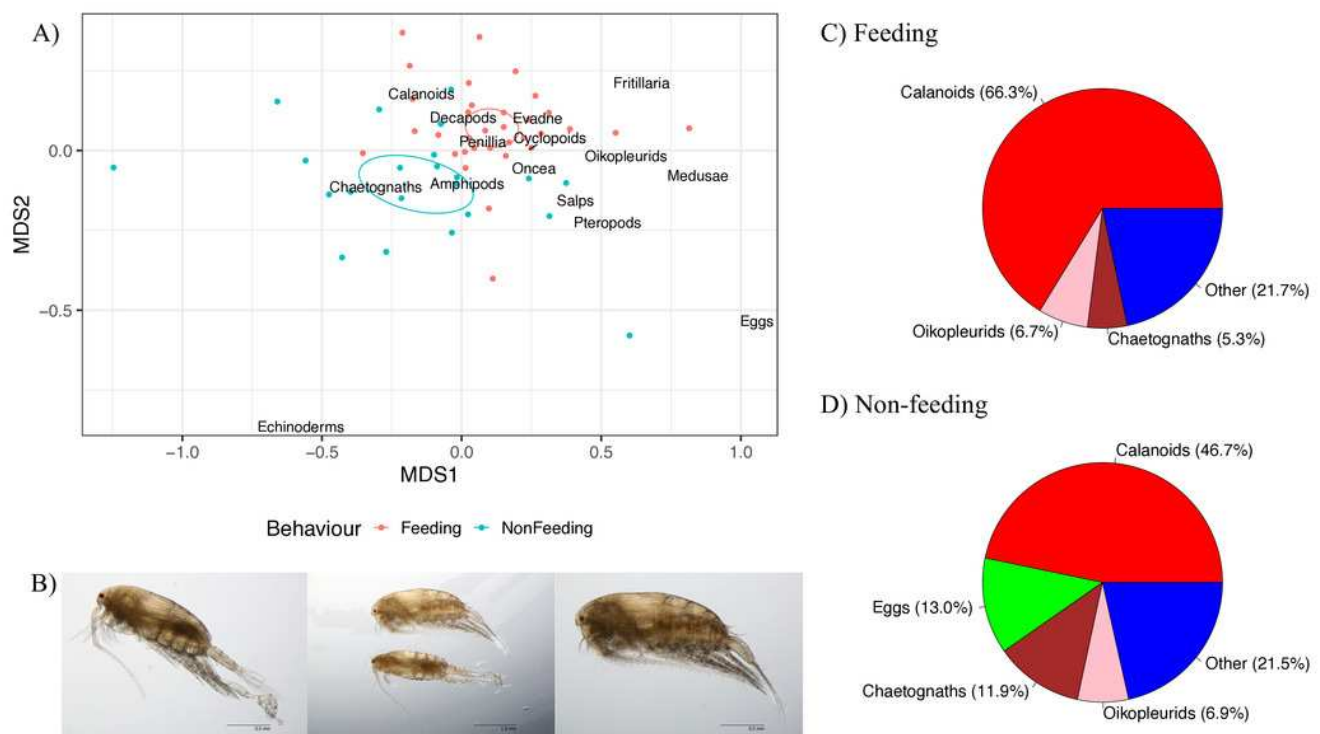 A)
Fritillaria
Calanoids
Decapods
Evadne
Penillia
Cyclopoids
Oikopleurids
Oncea
Medusae
Chaetognaths
Amphipods
Salps
Pteropods
Eggs
Echinoderms
0.0
−0.5
MDS2
−1.0
−0.5
0.0
0.5
1.0
MDS1
Behaviour
Feeding
NonFeeding
B)
C) Feeding
Calanoids (66.3%)
Other (21.7%)
Oikopleurids (6.7%)
Chaetognaths (5.3%)
D) Non-feeding
Calanoids (46.7%)
Eggs (13.0%)
Other (21.5%)
Chaetognaths (11.9%)
Oikopleurids (6.9%)